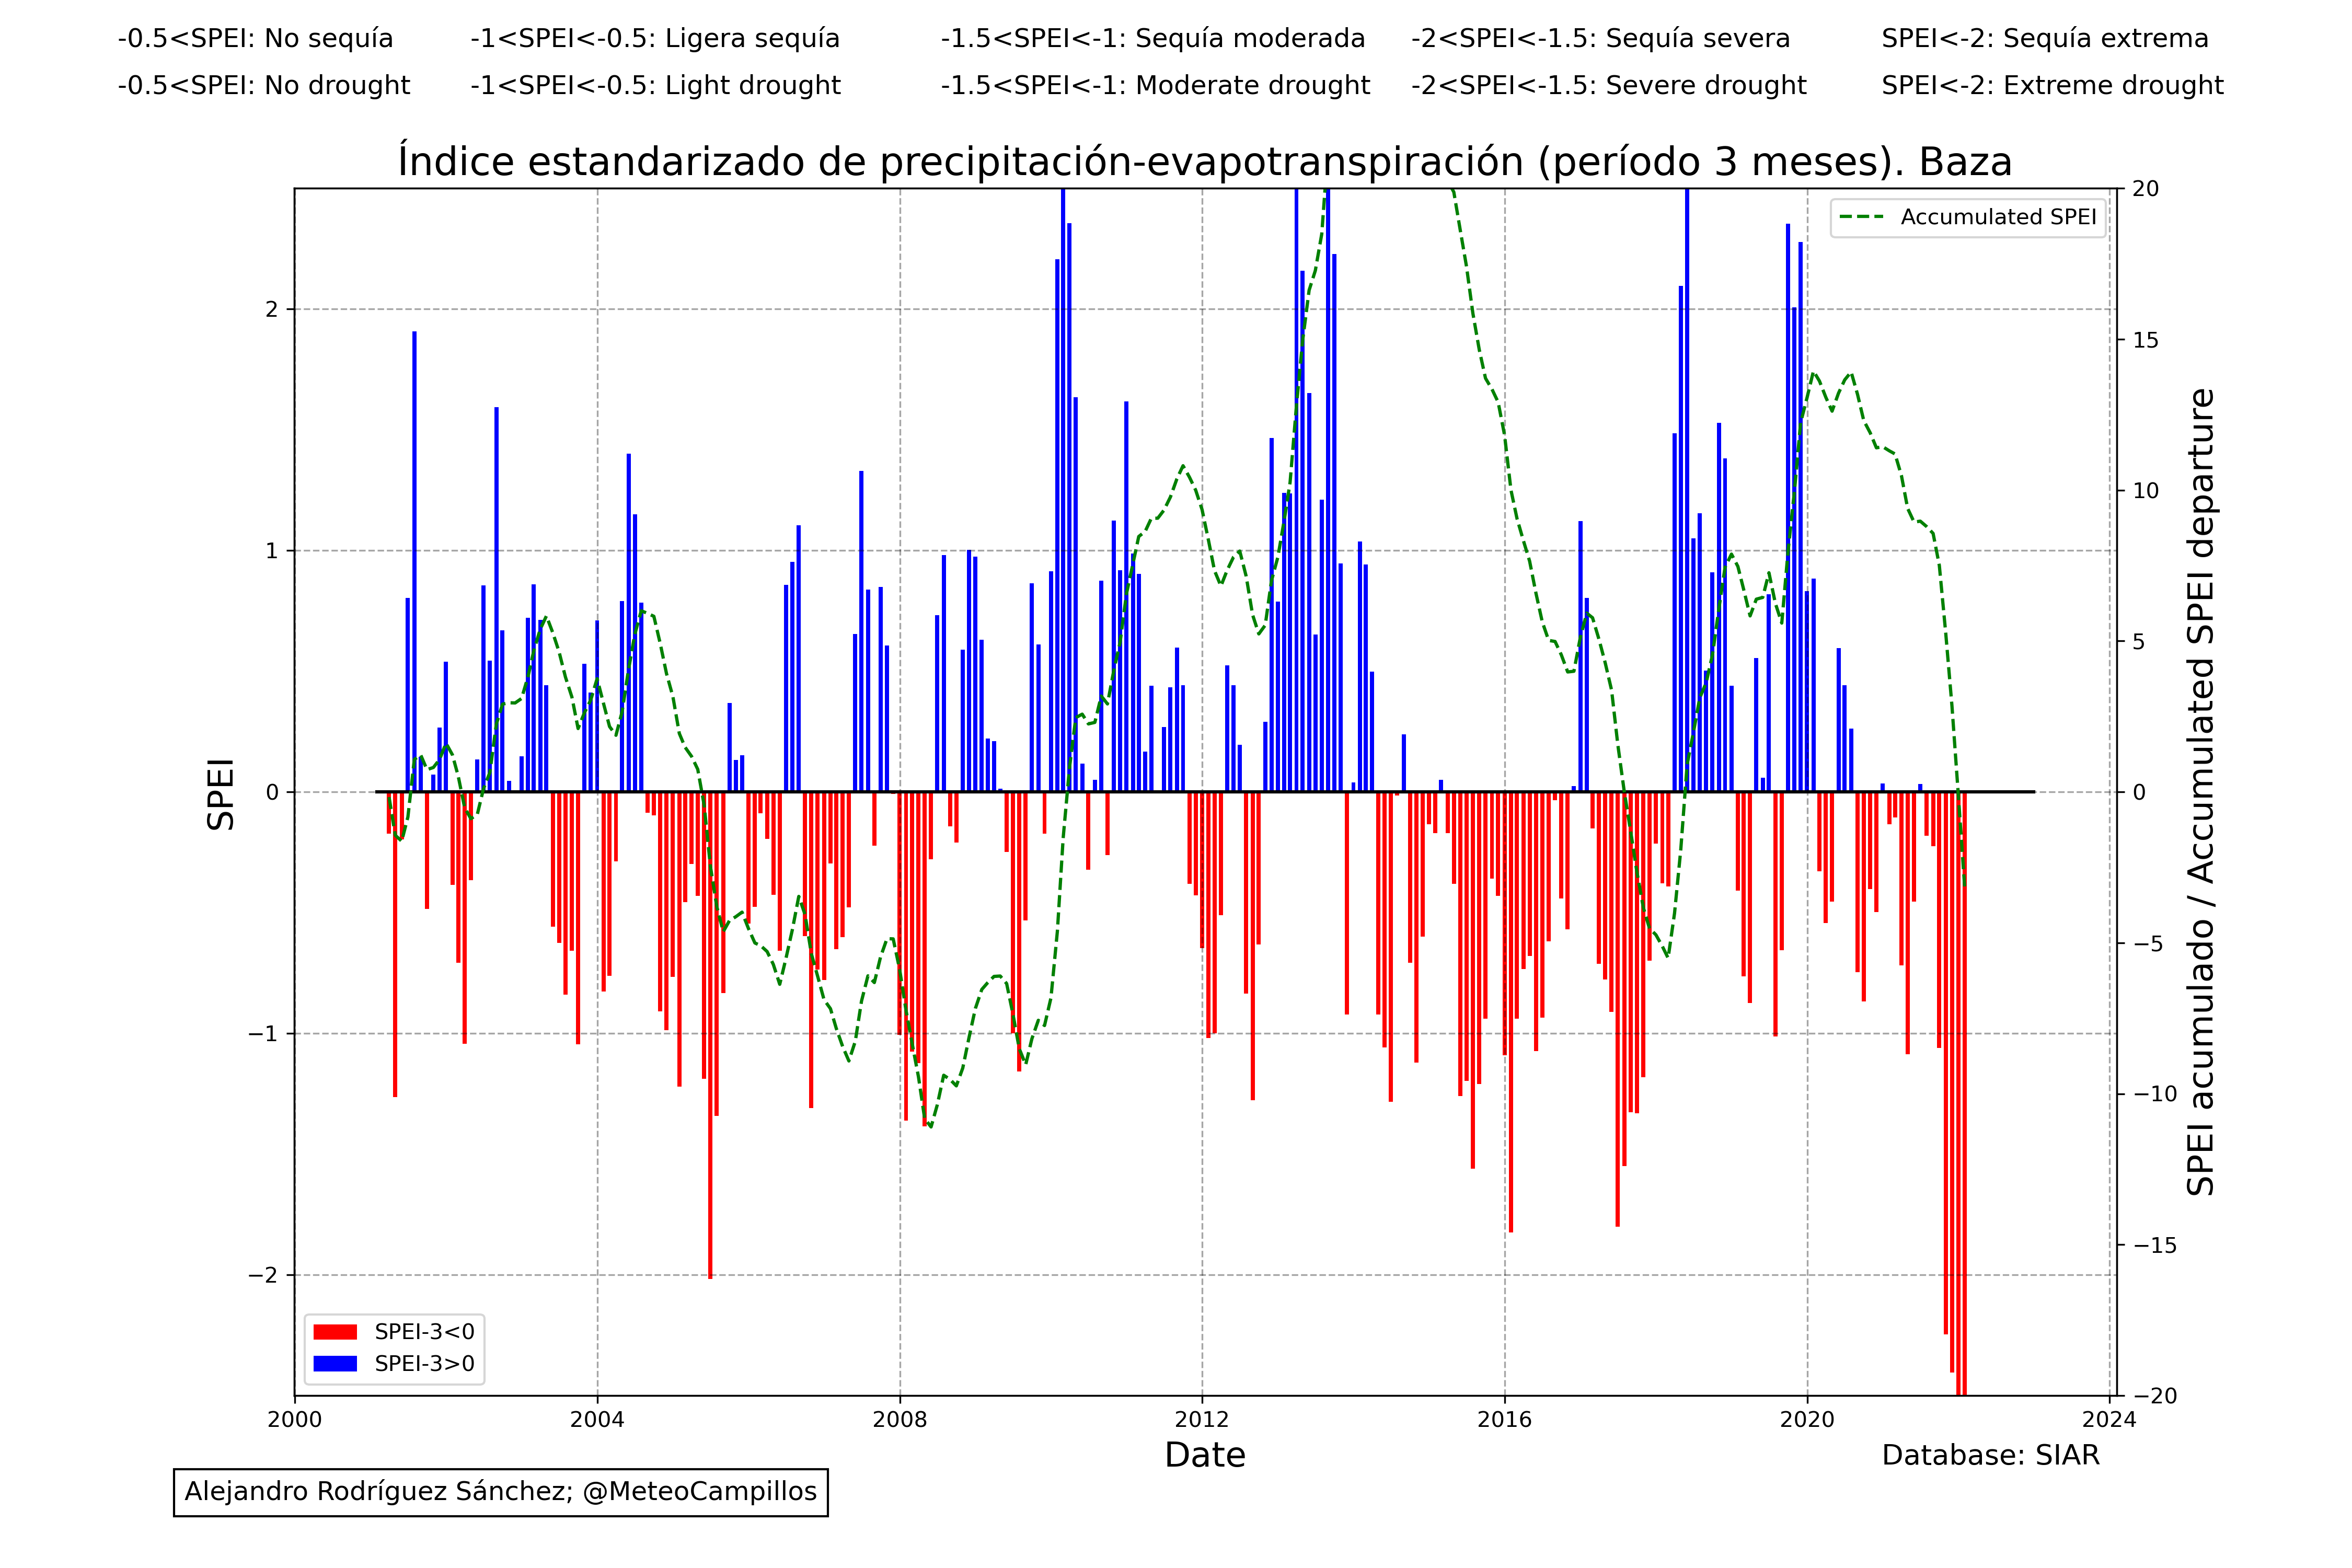 -0.5<SPEI: No sequía -1<SPEI<-0.5: Ligera sequía -1.5<SPEI<-1: Sequía moderada -2<SPEI<-1.5: Sequía severa SPEI<-2: Sequía extrema
-0.5<SPEI: No drought -1<SPEI<-0.5: Light drought -1.5<SPEI<-1: Moderate drought -2<SPEI<-1.5: Severe drought SPEI<-2: Extreme drought
Índice estandarizado de precipitación-evapotranspiración (período 3 meses). Baza
Accumulated SPEI
SPEI
2
1
0
−1
−2
20
15
10
5
0
−5
−10
−15
−20
SPEI acumulado / Accumulated SPEI departure
SPEI-3<0
SPEI-3>0
2000 2004 2008 2012 2016 2020 2024
Date
Database: SIAR
Alejandro Rodríguez Sánchez; @MeteoCampillos